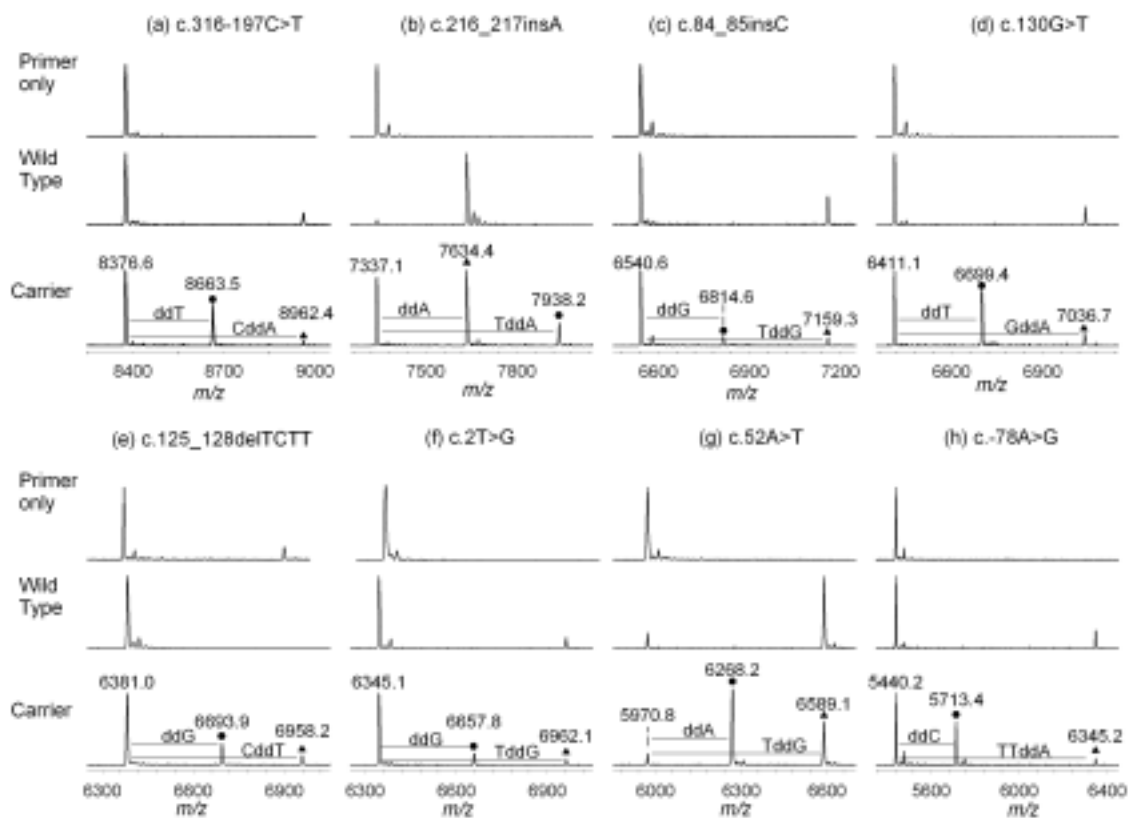 (a) c.316-197C>T (b) c.216_217insA (c) c.84_85insC (d) c.130G>T
Primer only
Wild Type
Carrier
8376.6 8663.5 8962.4 7337.1 7634.4 7938.2 6540.6 6814.6 7159.3 6411.1 6699.4 7036.7
ddT CddA ddA TddA ddG TddG ddT GddA
8400 8700 9000 7500 7800 6600 6900 7200 6600 6900
m/z m/z m/z m/z
(e) c.125_128delTCTT (f) c.2T>G (g) c.52A>T (h) c.-78A>G
Primer only
Wild Type
Carrier
6381.0 6693.9 6958.2 6345.1 6657.8 6962.1 5970.8 6268.2 6589.1 5440.2 5713.4 6345.2
ddG CddT ddG TddG ddA TddG ddC TTddA
6300 6600 6900 6300 6600 6900 6000 6300 6600 5600 6000 6400
m/z m/z m/z m/z